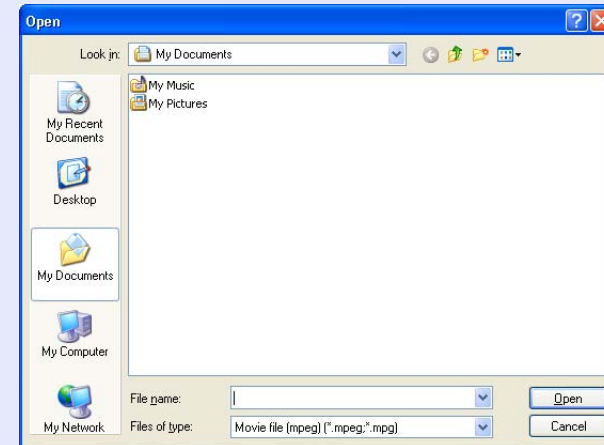 Open
Look in: My Documents
My Music
My Pictures
My Recent
Documents
Desktop
My Documents
My Computer
My Network
File name:
Open
Files of type: Movie file (mpeg) (*.mpeg;*.mpg)
Cancel